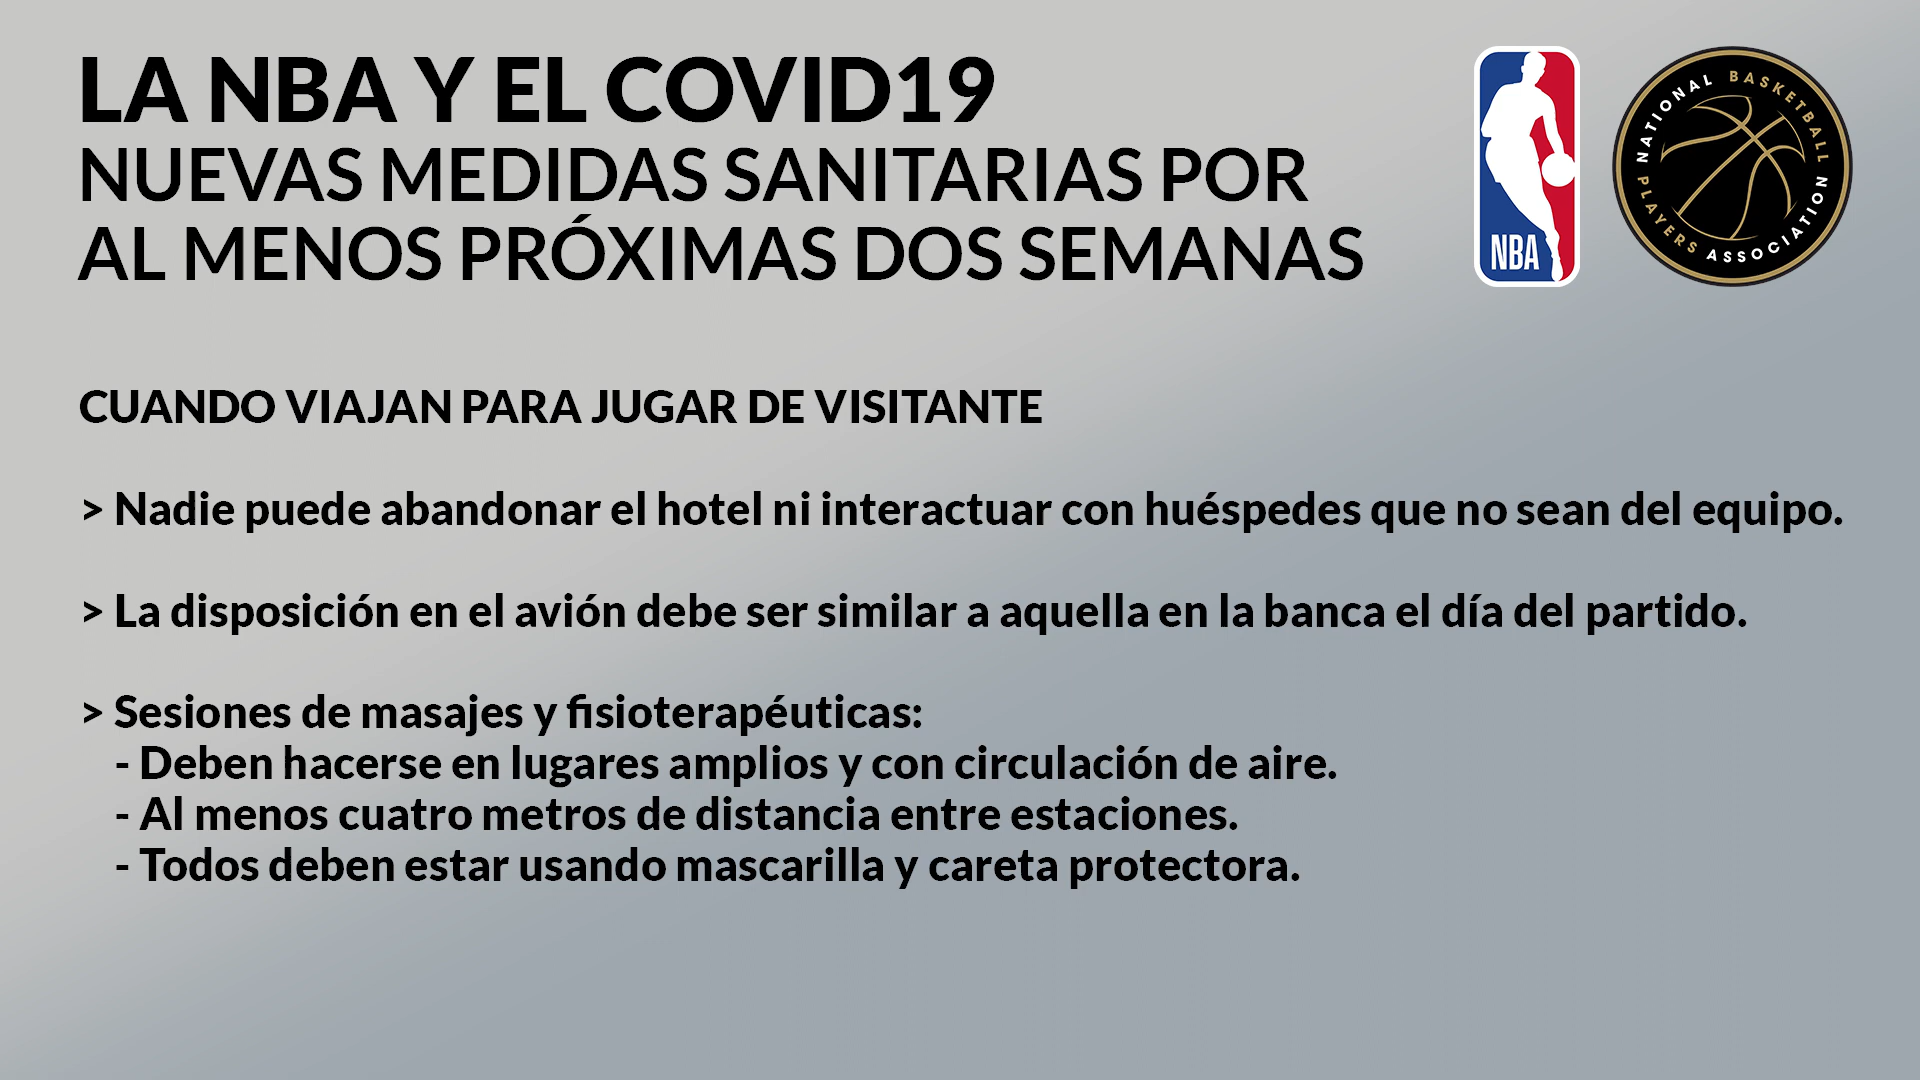 LA NBA Y EL COVID19
NUEVAS MEDIDAS SANITARIAS POR
AL MENOS PRÓXIMAS DOS SEMANAS
NBA
NATIONAL BASKETBALL
PLAYERS ASSOCIATION
CUANDO VIAJAN PARA JUGAR DE VISITANTE
> Nadie puede abandonar el hotel ni interactuar con huéspedes que no sean del equipo.
> La disposición en el avión debe ser similar a aquella en la banca el día del partido.
> Sesiones de masajes y fisioterapéuticas:
- Deben hacerse en lugares amplios y con circulación de aire.
- Al menos cuatro metros de distancia entre estaciones.
- Todos deben estar usando mascarilla y careta protectora.